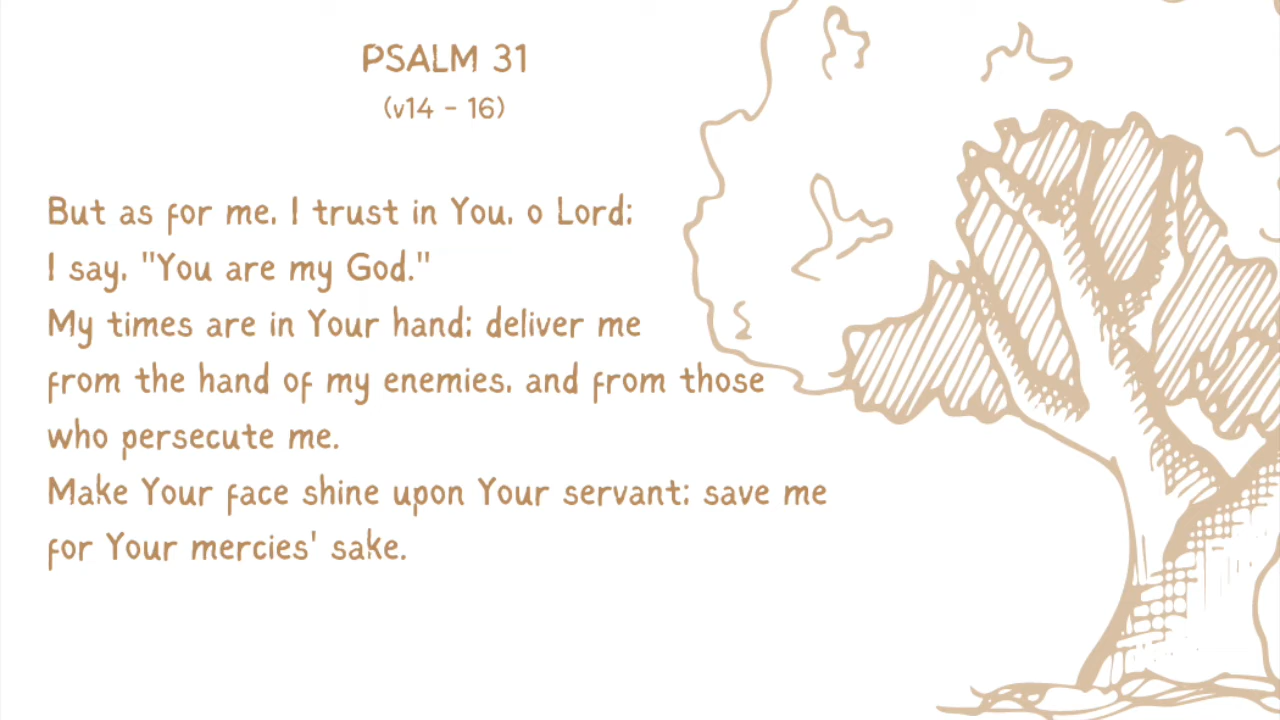 PSALM 31
(v14 - 16)
But as for me, I trust in You, o Lord;
I say, "You are my God."
My times are in Your hand; deliver me
from the hand of my enemies, and from those
who persecute me.
Make Your face shine upon Your servant; save me
for Your mercies' sake.